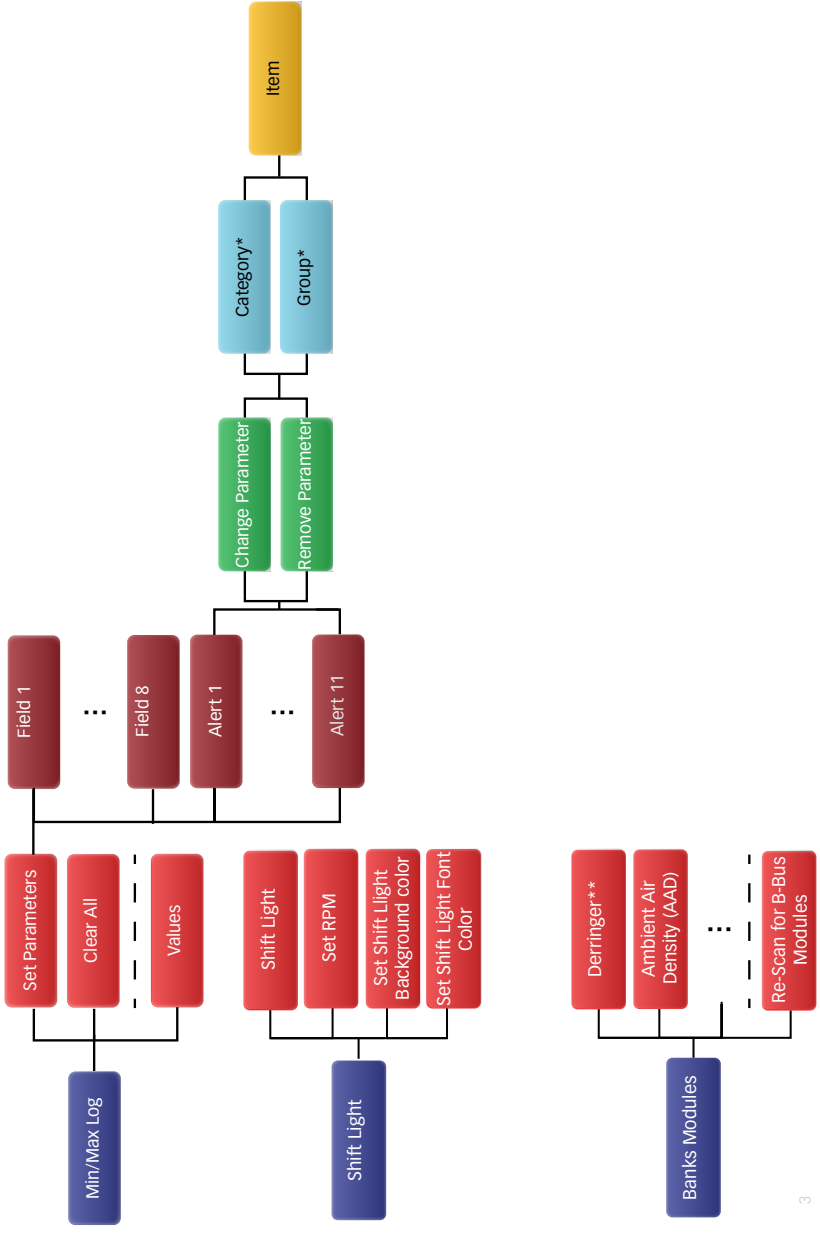 Min/Max Log
Set Parameters
Clear All
Values
Field 1
...
Field 8
Alert 1
...
Alert 11
Change Parameter
Remove Parameter
Category*
Group*
Item
Shift Light
Shift Light
Set RPM
Set Shift Llight
Background color
Set Shift Light Font
Color
Banks Modules
Derringer**
Ambient Air
Density (AAD)
...
Re-Scan for B-Bus
Modules
3